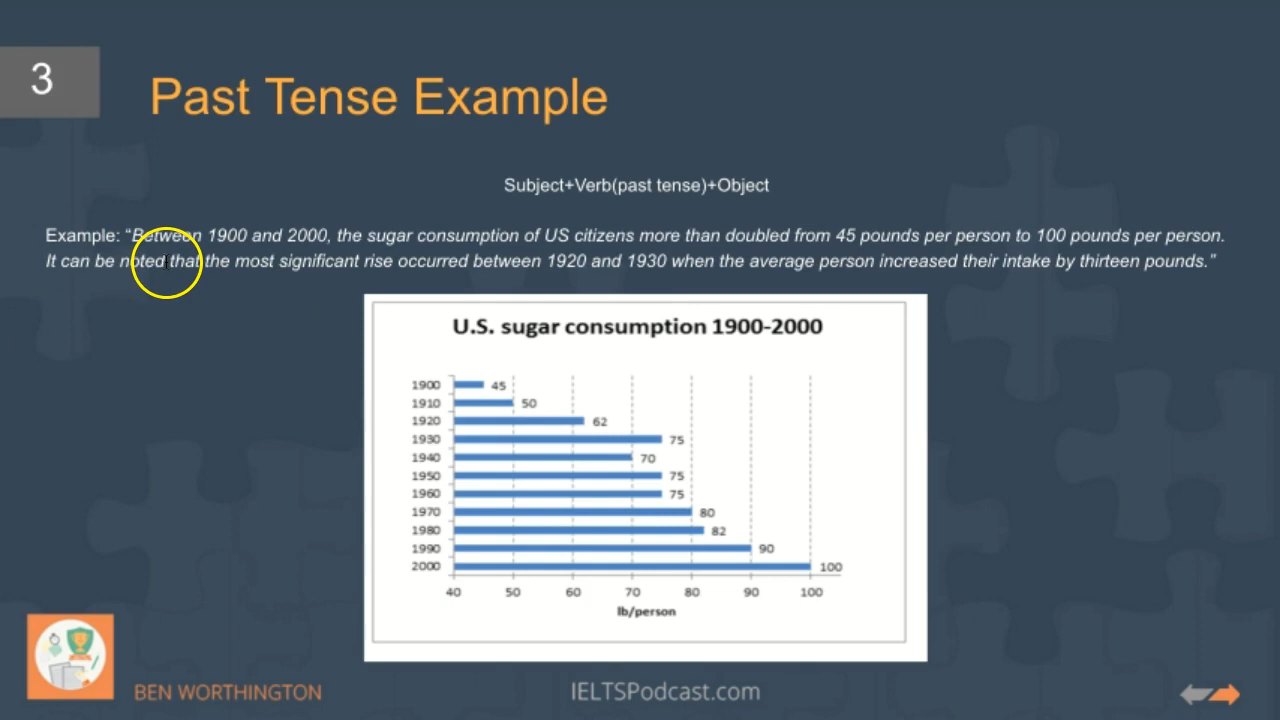 3
Past Tense Example
Subject+Verb(past tense)+Object
Example: “Between 1900 and 2000, the sugar consumption of US citizens more than doubled from 45 pounds per person to 100 pounds per person.
It can be noted that the most significant rise occurred between 1920 and 1930 when the average person increased their intake by thirteen pounds.”
U.S. sugar consumption 1900-2000
1900 45
1910 50
1920 62
1930 75
1940 70
1950 75
1960 75
1970 80
1980 82
1990 90
2000 100
40 50 60 70 80 90 100
lb/person
BEN WORTHINGTON
IELTSPodcast.com